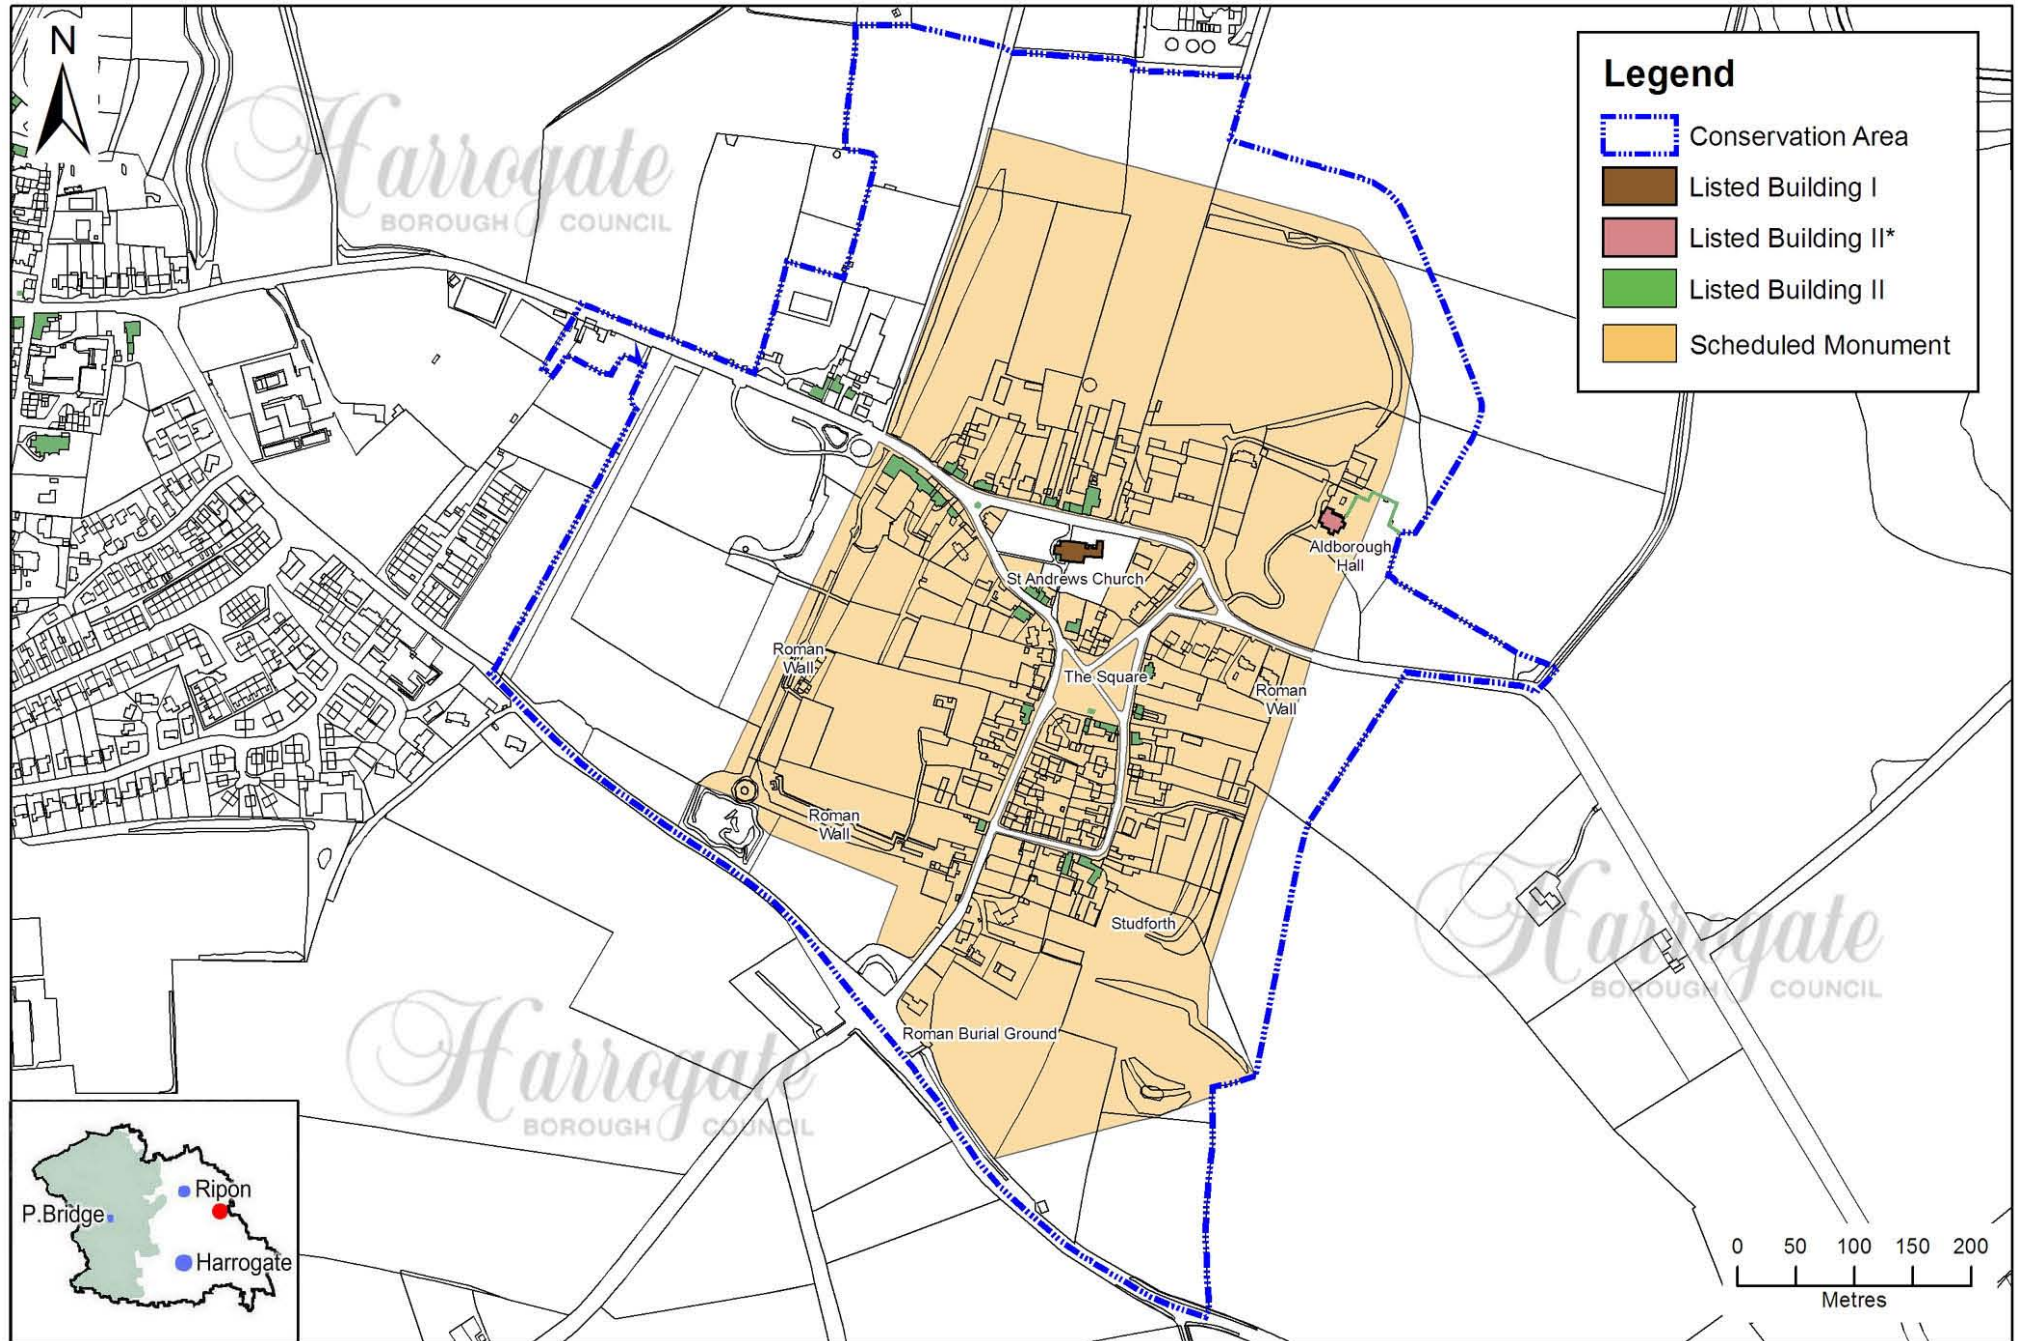 N
Harrogate
BOROUGH COUNCIL
Legend
Conservation Area
Listed Building I
Listed Building II*
Listed Building II
Scheduled Monument
Aldborough
Hall
St Andrews Church
Roman
Wall
The Square
Roman
Wall
Roman
Wall
Studforth
Harrogate
BOROUGH COUNCIL
Roman Burial Ground
Harrogate
BOROUGH COUNCIL
Ripon
P.Bridge
Harrogate
0 50 100 150 200
Metres